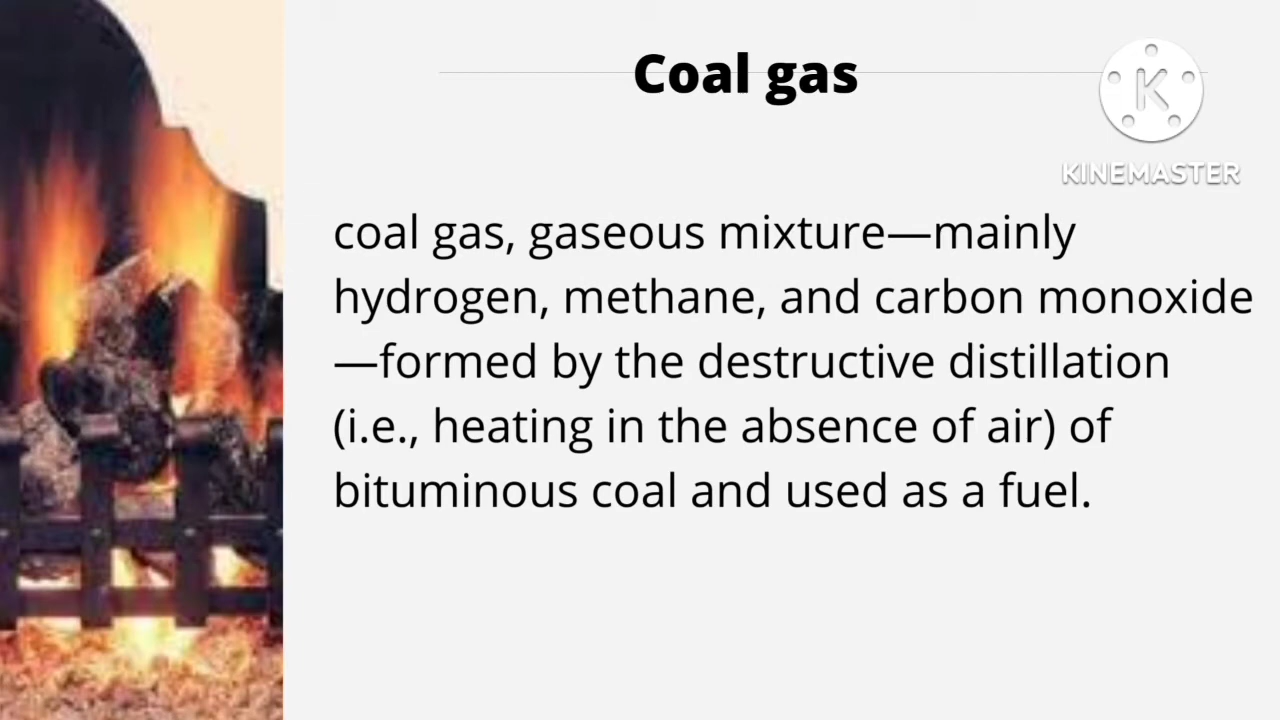 Coal gas
K
KINEMASTER
coal gas, gaseous mixture—mainly
hydrogen, methane, and carbon monoxide
—formed by the destructive distillation
(i.e., heating in the absence of air) of
bituminous coal and used as a fuel.